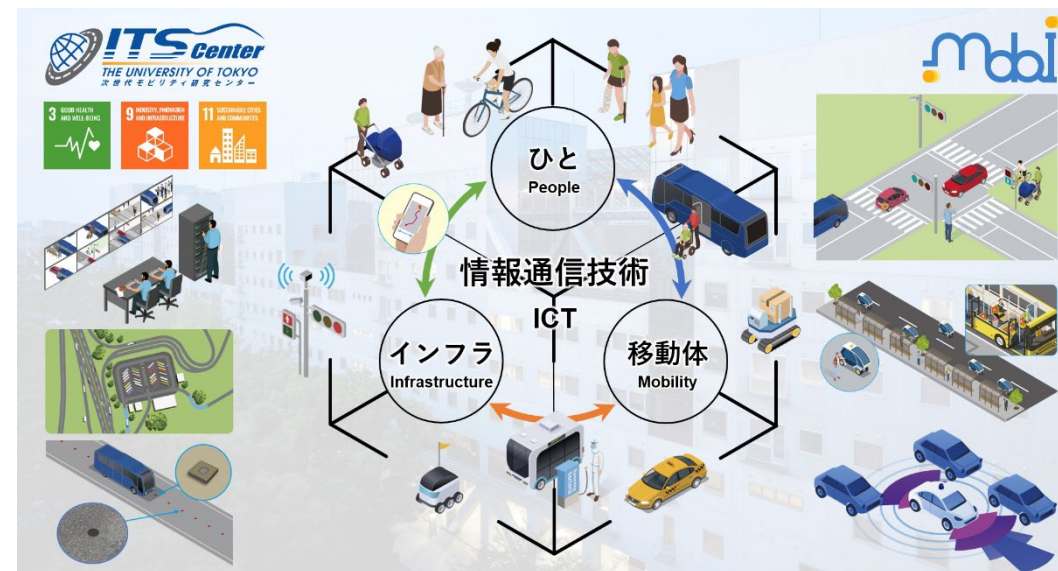 ITS Center
THE UNIVERSITY OF TOKYO
次世代モビリティ研究センター
3 GOOD HEALTH
AND WELL-BEING
9 INDUSTRY, INNOVATION
AND INFRASTRUCTURE
11 SUSTAINABLE CITIES
AND COMMUNITIES
MobI
ひと
People
情報通信技術
ICT
インフラ
Infrastructure
移動体
Mobility